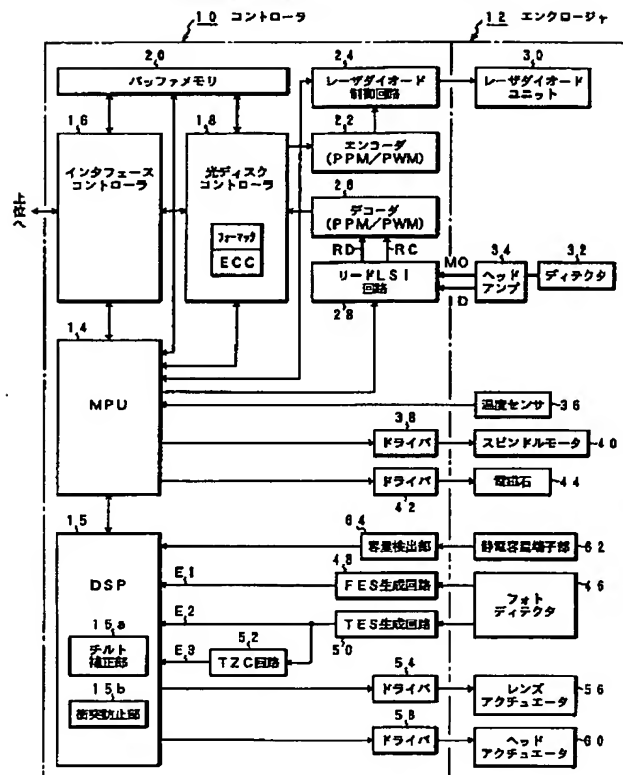 10 コントローラ
12 エンクロージャ
20
バッファメモリ
24
レーザダイオード
制御回路
30
レーザダイオード
ユニット
16
インタフェース
コントローラ
18
光ディスク
コントローラ
フォーマッタ
ECC
22
エンコーダ
(PPM/PWM)
26
デコーダ
(PPM/PWM)
RD
RC
リードLSI
回路
28
MO
ID
34
ヘッド
アンプ
32
ディテクタ
14
MPU
温度センサ
36
38
ドライバ
スピンドルモータ
40
ドライバ
42
電磁石
44
15
DSP
64
容量検出部
静電容量端子部
62
E1
48
FES生成回路
フォト
ディテクタ
46
E2
TES生成回路
50
15a
チルト
補正部
E3
52
TZC回路
15b
衝突防止部
54
ドライバ
レンズ
アクチュエータ
56
58
ドライバ
ヘッド
アクチュエータ
60